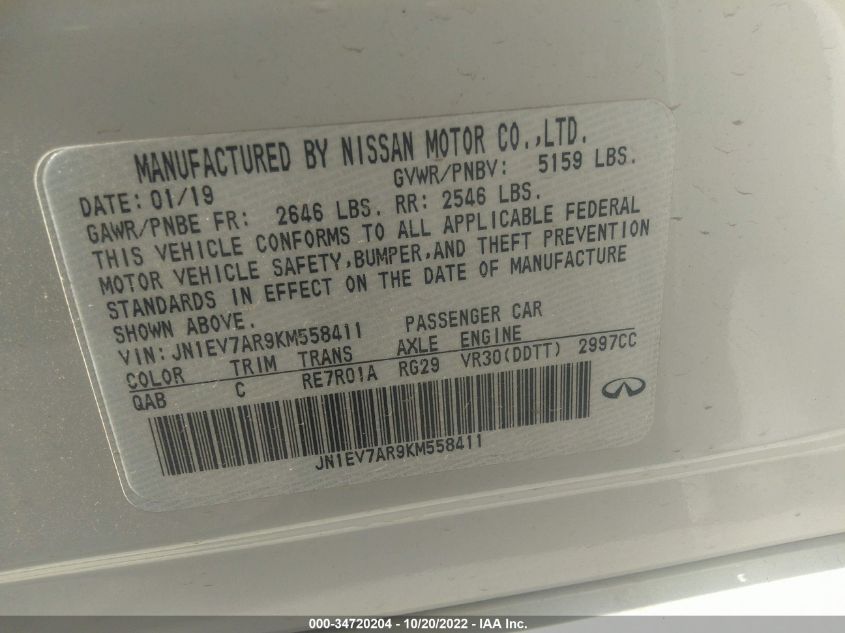 MANUFACTURED BY NISSAN MOTOR CO.,LTD.
DATE: 01/19 GVWR/PNBV: 5159 LBS.
GAWR/PNBE FR: 2646 LBS. RR: 2546 LBS.
THIS VEHICLE CONFORMS TO ALL APPLICABLE FEDERAL
MOTOR VEHICLE SAFETY,BUMPER,AND THEFT PREVENTION
STANDARDS IN EFFECT ON THE DATE OF MANUFACTURE
SHOWN ABOVE.
VIN: JN1EV7AR9KM558411 PASSENGER CAR
COLOR TRIM TRANS AXLE ENGINE
QAB C RE7R01A RG29 VR30(DDTT) 2997CC
JN1EV7AR9KM558411
000-34720204 - 10/20/2022 - IAA Inc.